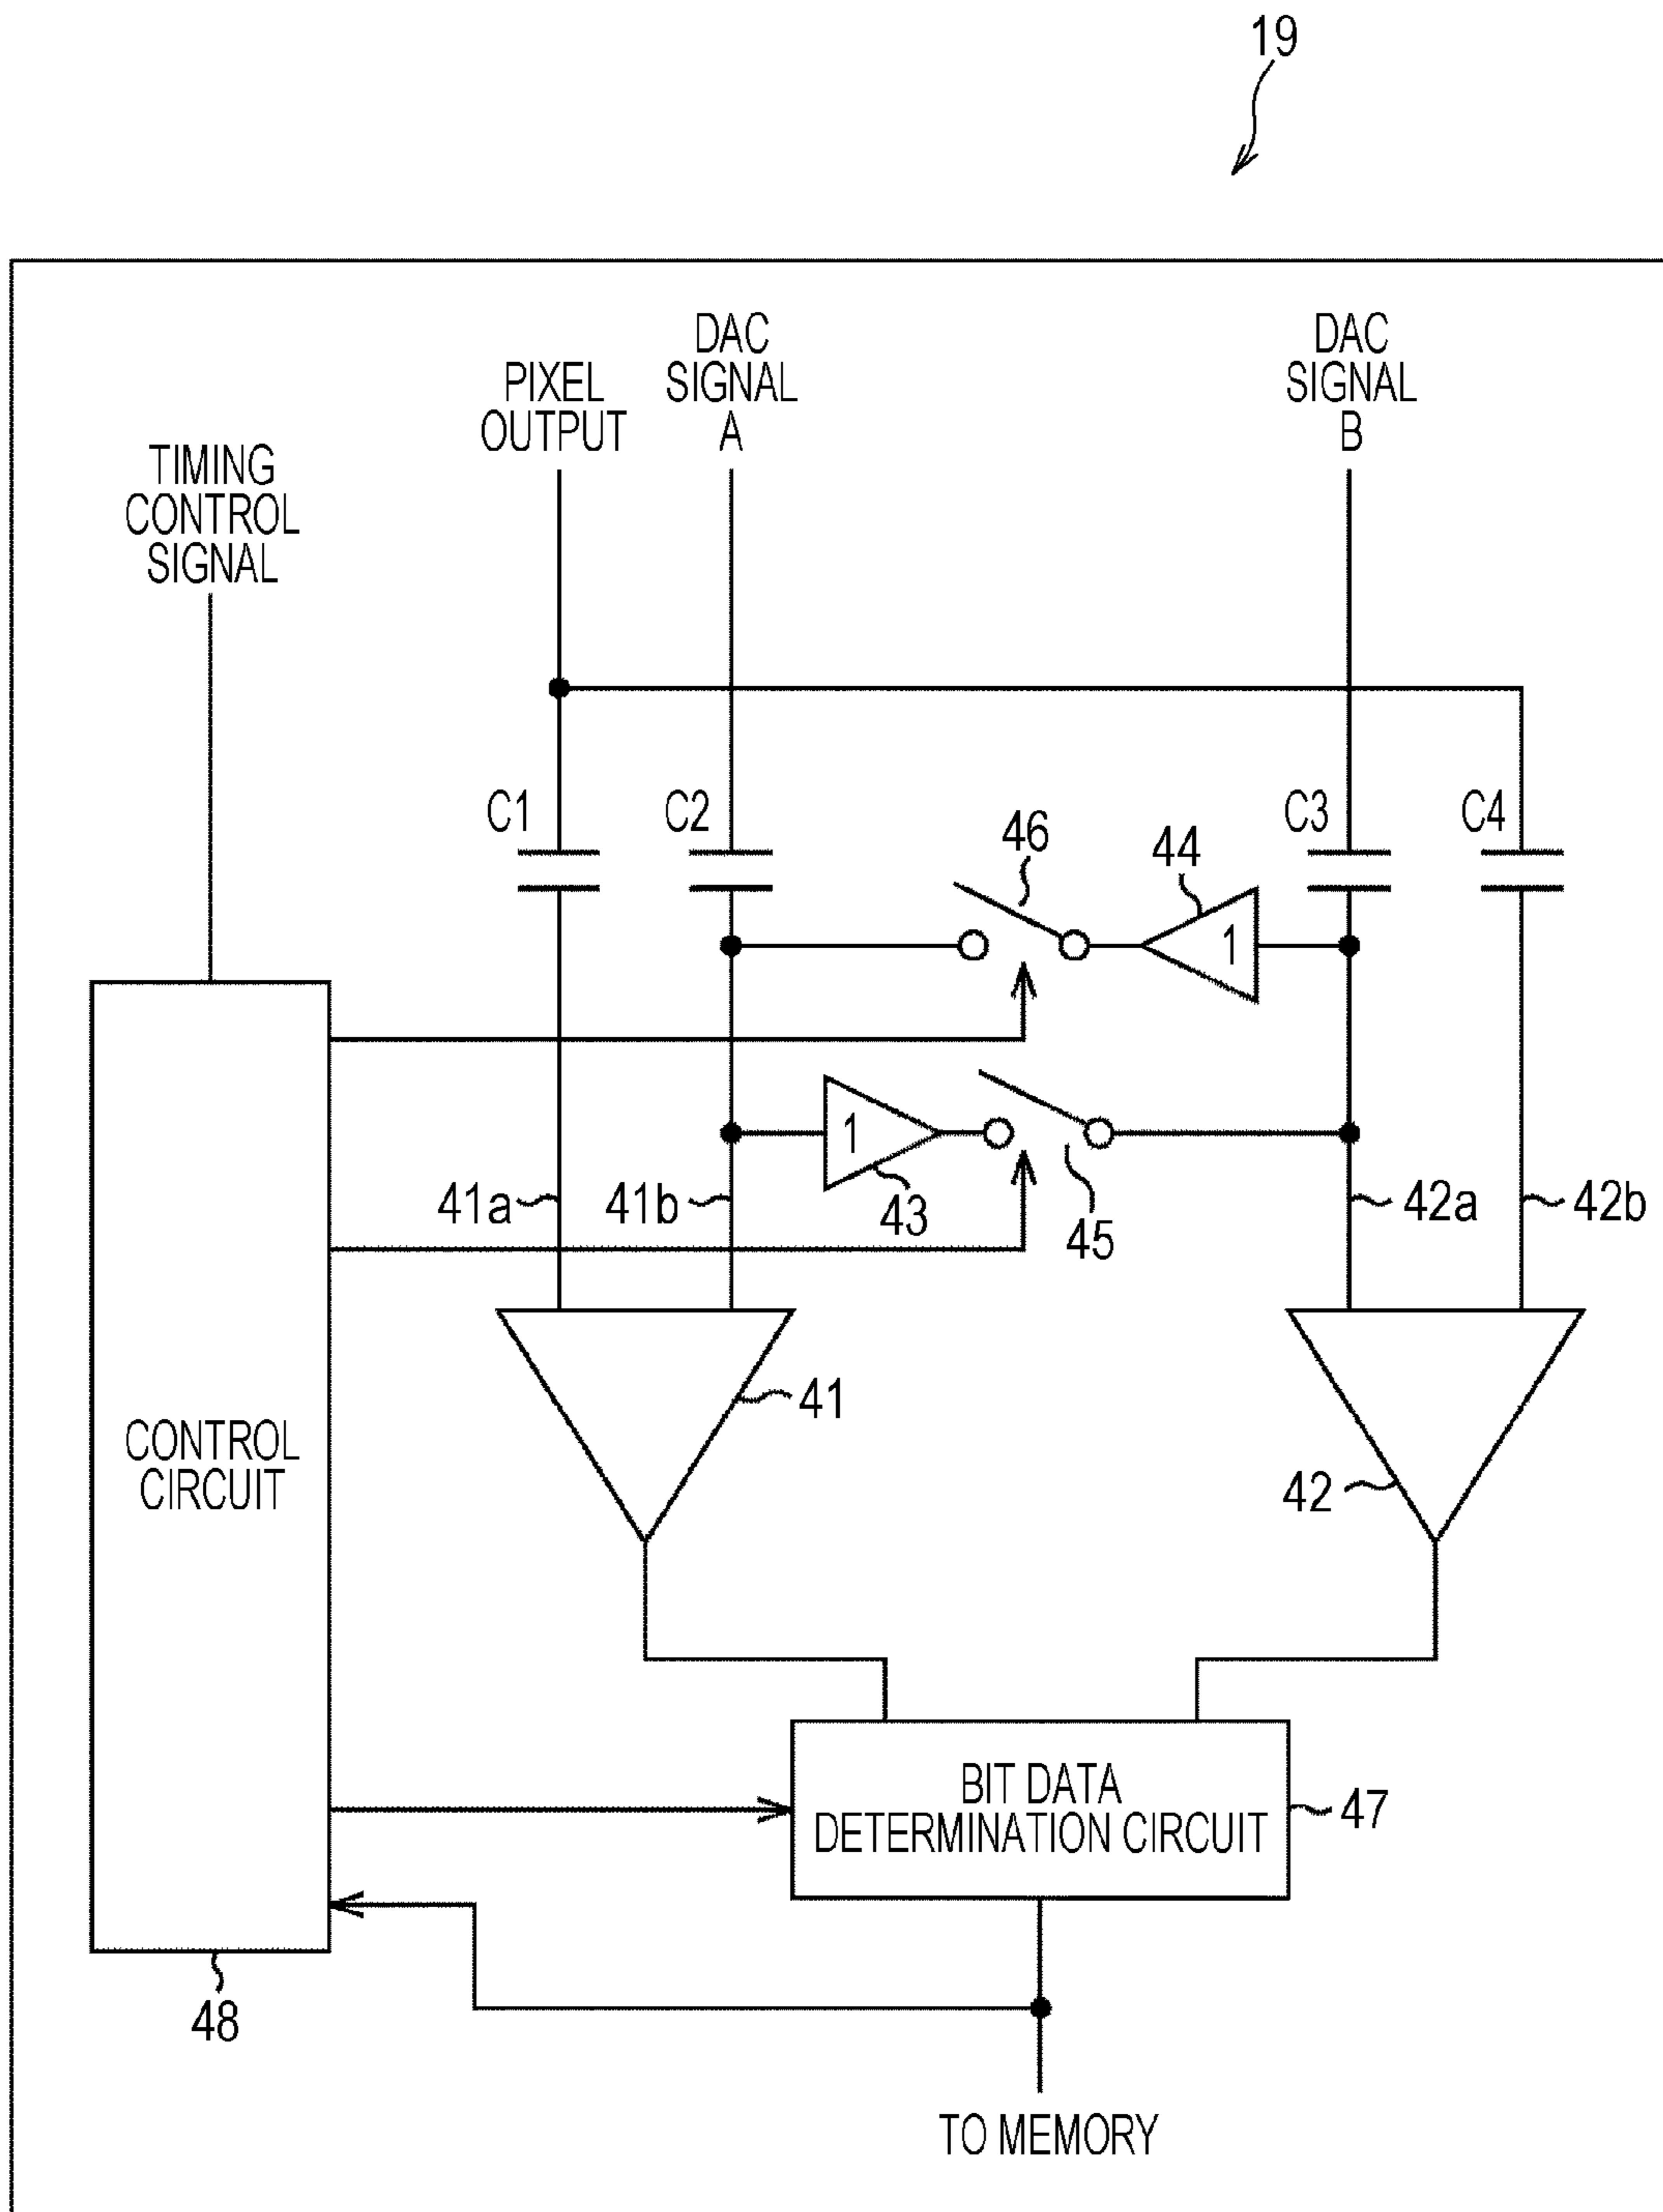 19
DAC
SIGNAL
A
DAC
SIGNAL
B
PIXEL
OUTPUT
TIMING
CONTROL
SIGNAL
C1
C2
C3
C4
46
44
1
1
43
45
41a
41b
42a
42b
41
42
CONTROL
CIRCUIT
BIT DATA
DETERMINATION CIRCUIT
47
48
TO MEMORY